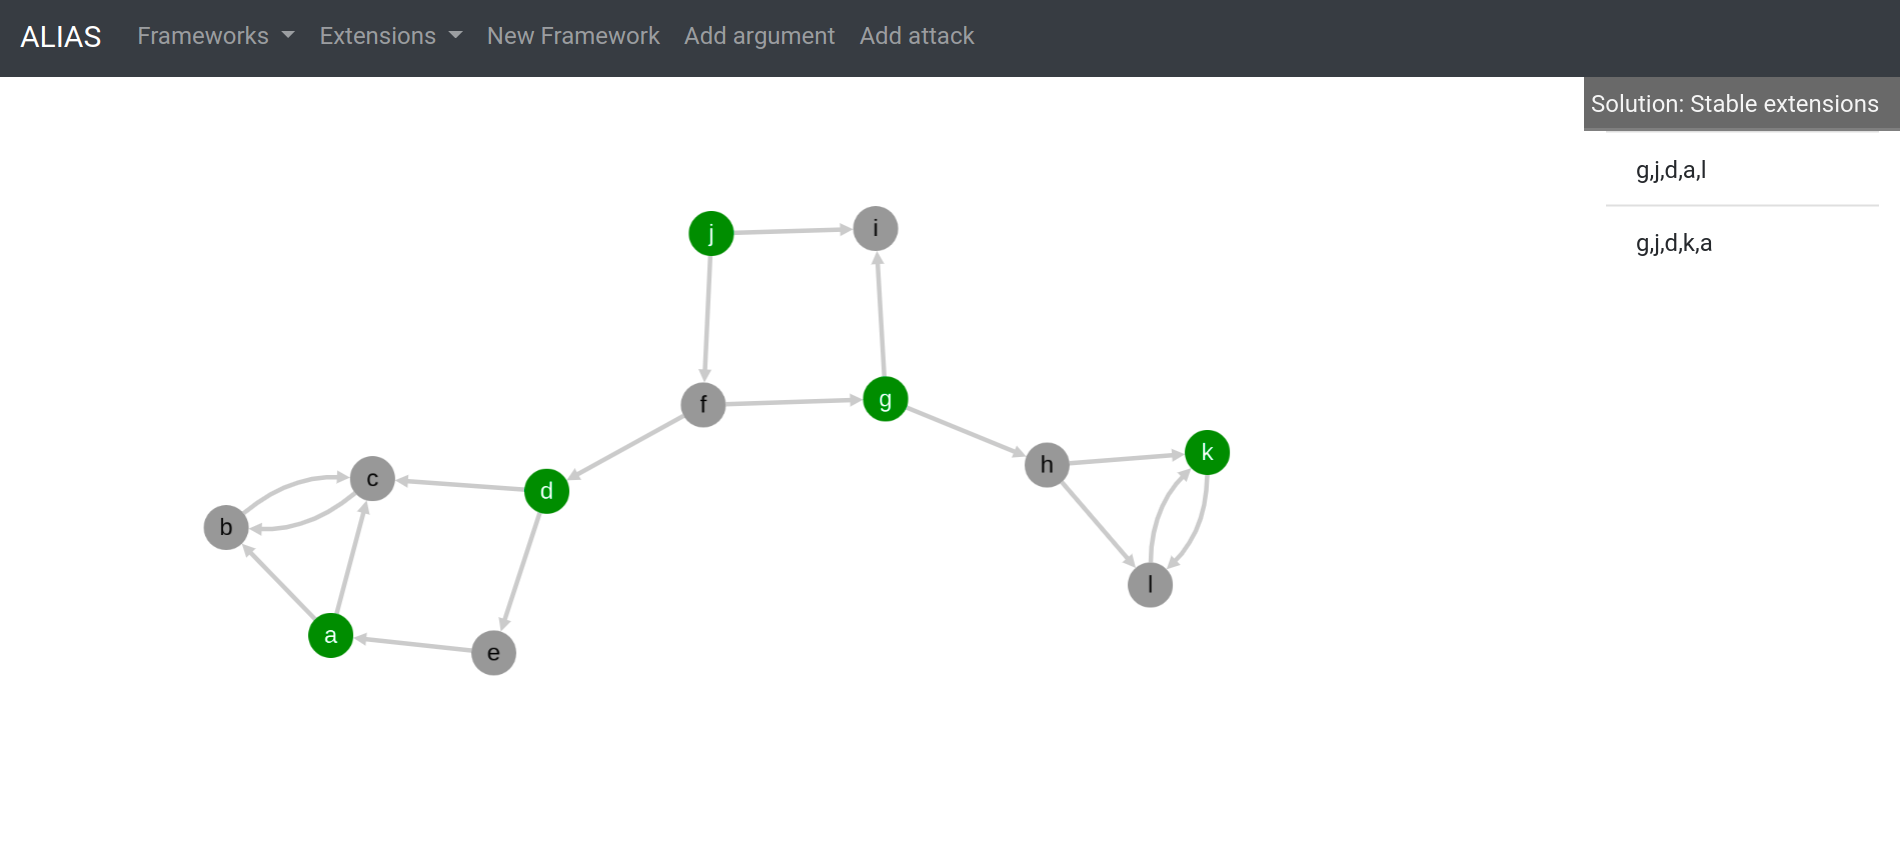 ALIAS Frameworks Extensions New Framework Add argument Add attack
Solution: Stable extensions
g,j,d,a,l
g,j,d,k,a
j
i
f
g
h
k
c
d
b
l
a
e